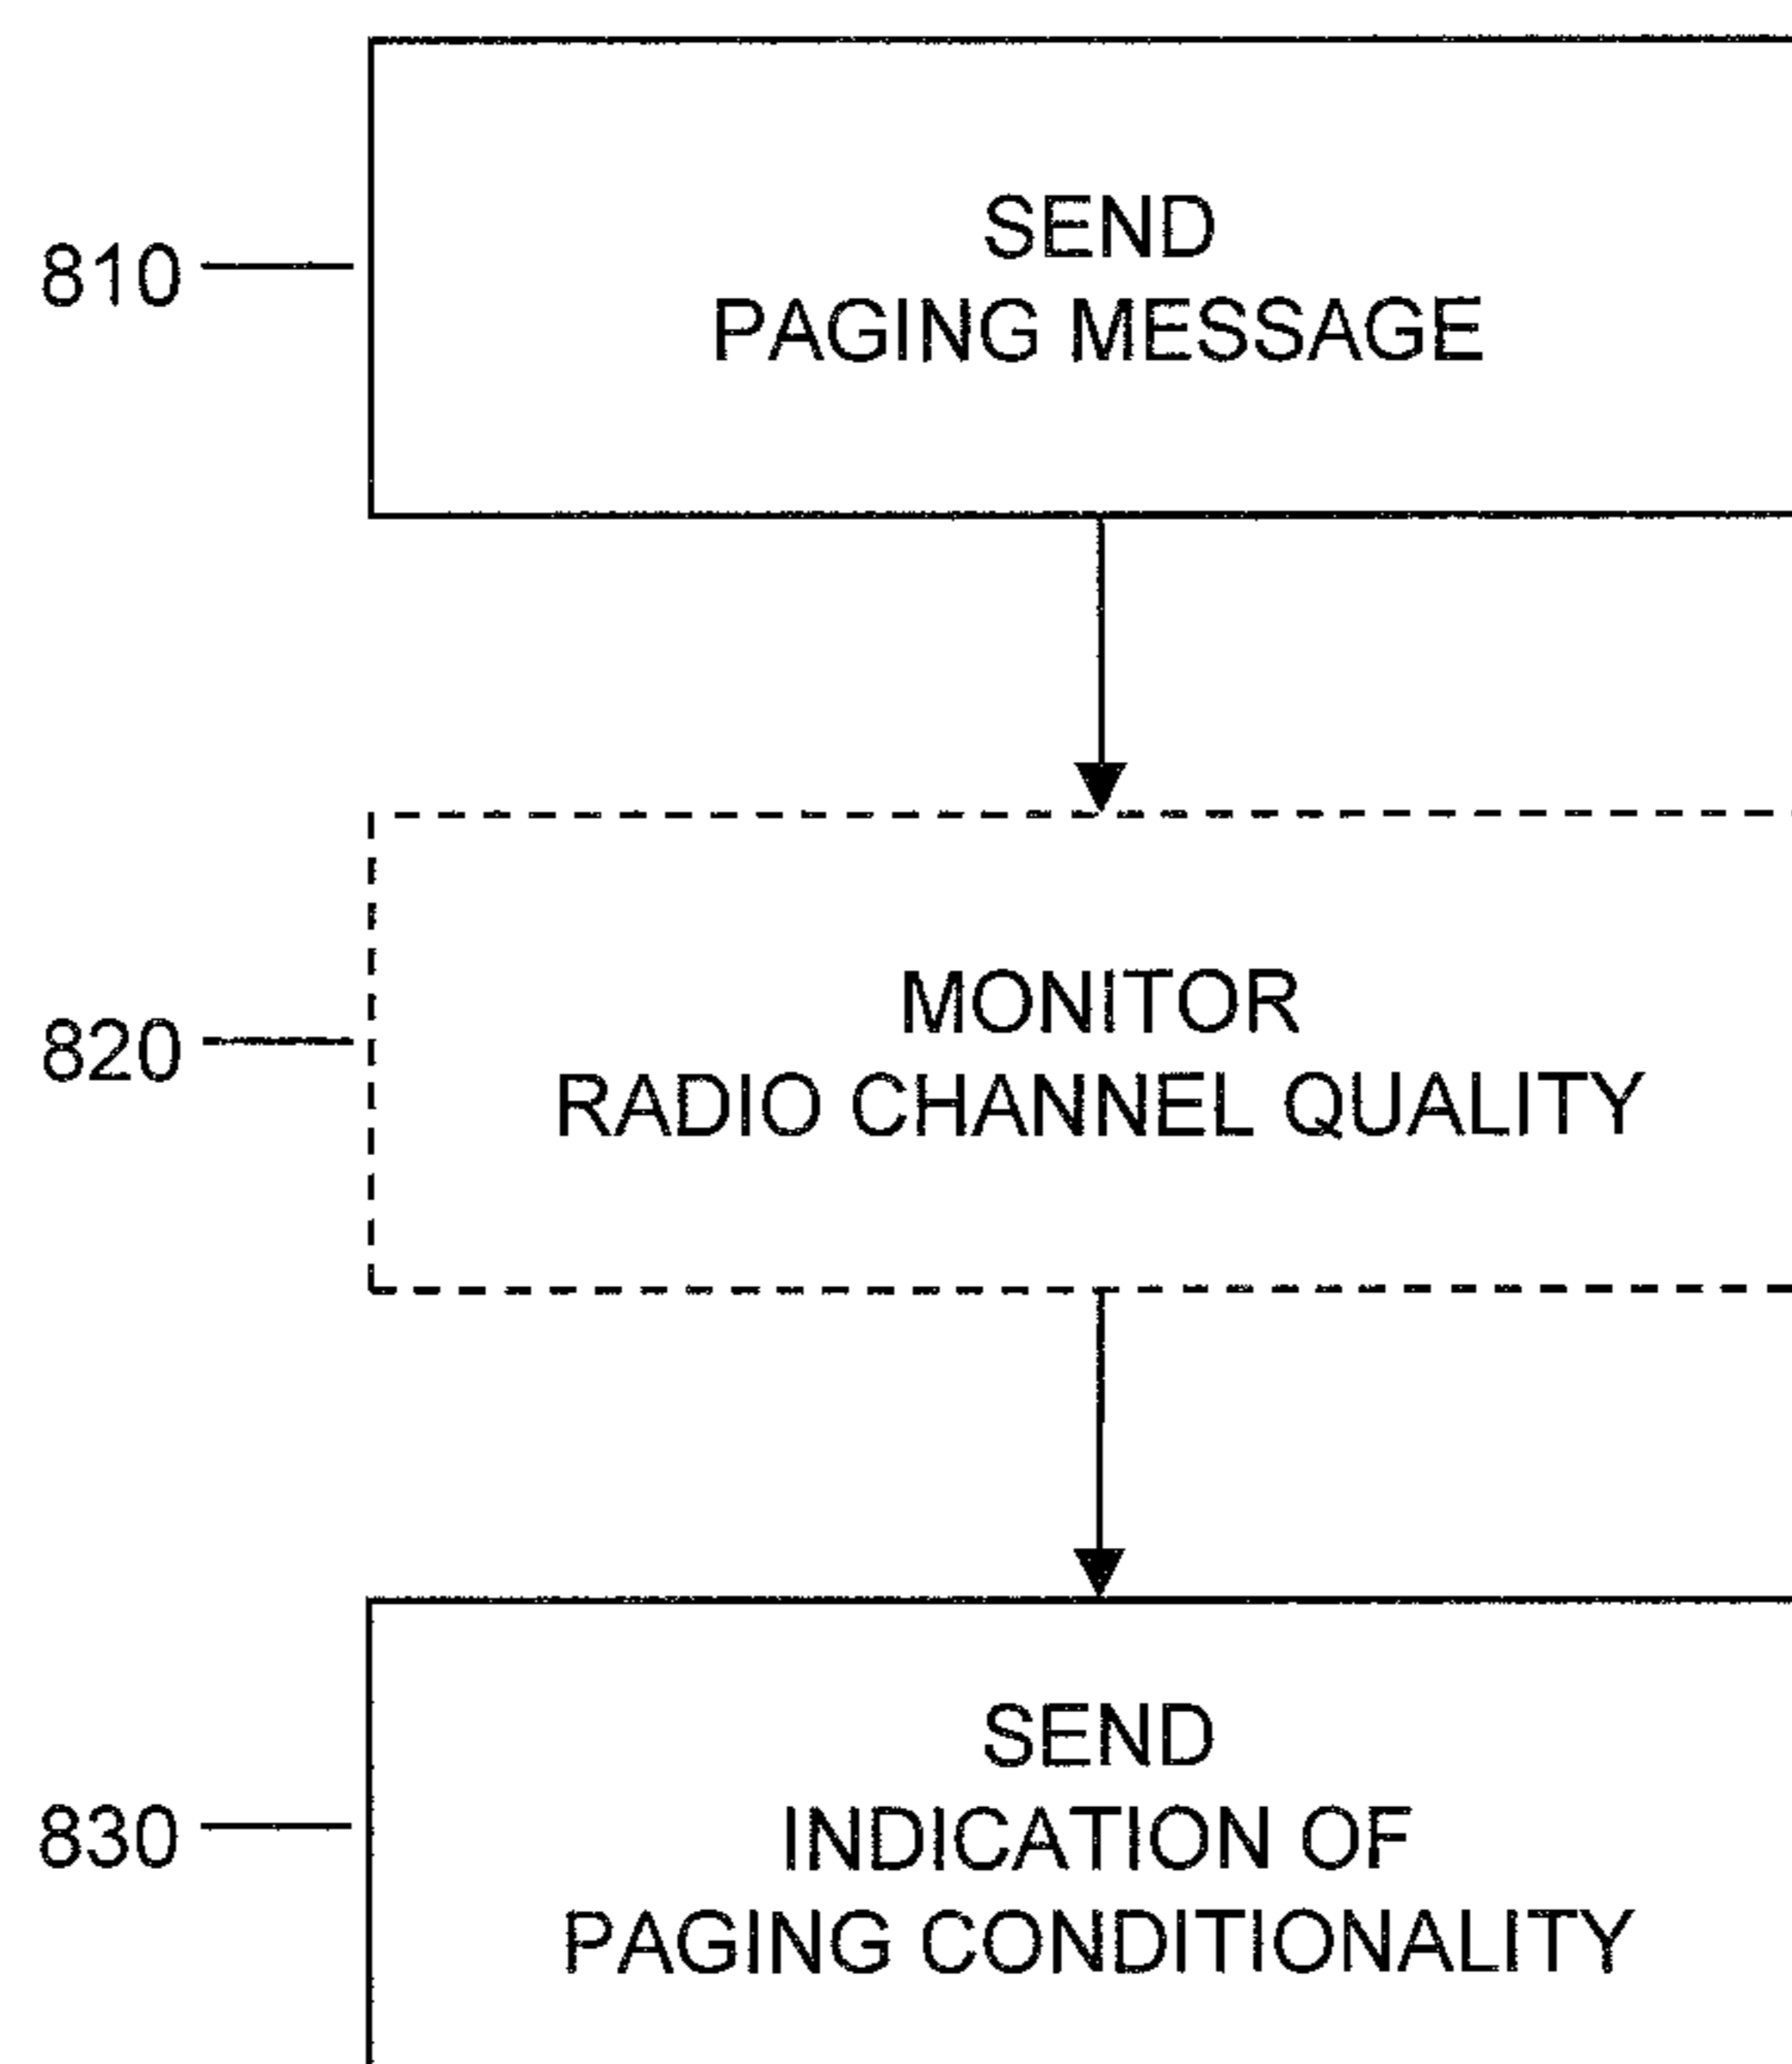 810
SEND
PAGING MESSAGE
820
MONITOR
RADIO CHANNEL QUALITY
830
SEND
INDICATION OF
PAGING CONDITIONALITY